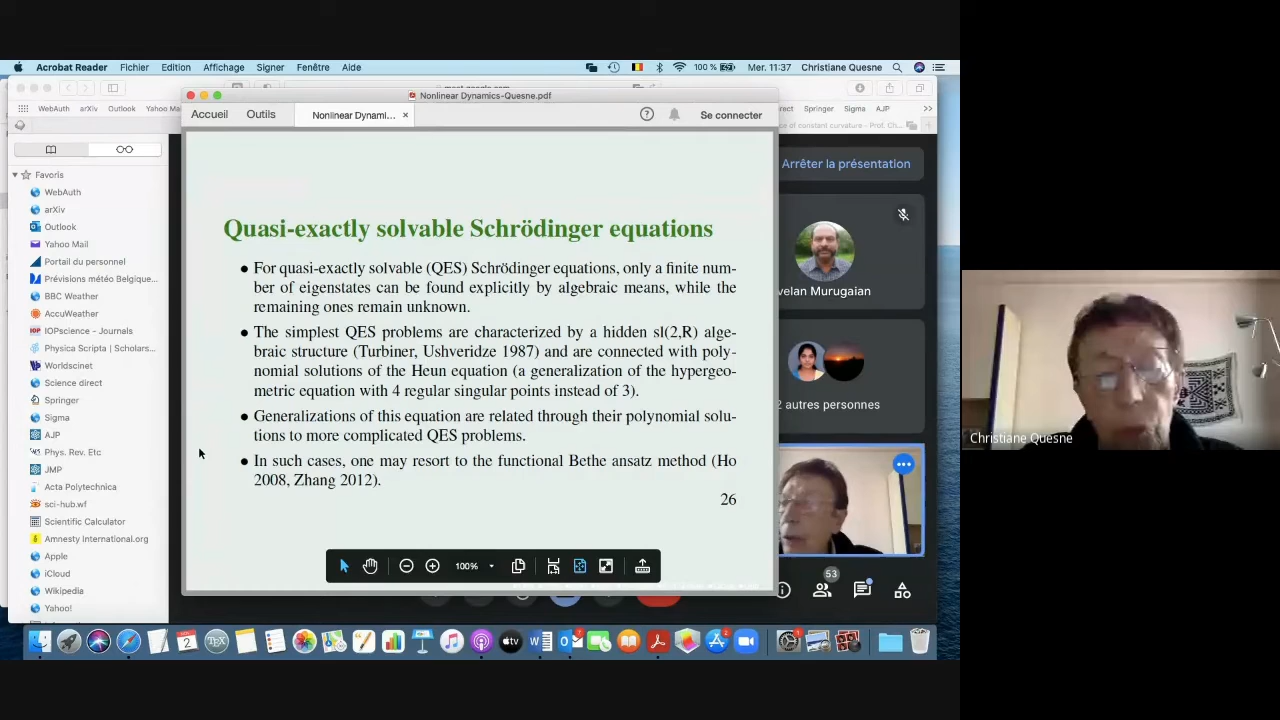 Acrobat Reader Fichier Edition Affichage Signer Fenêtre Aide 100 % Mer. 11:37 Christiane Quesne
Nonlinear Dynamics-Quesne.pdf
Accueil Outils Nonlinear Dynami... × Se connecter
WebAuth arXiv Outlook Yahoo Ma
Springer Sigma AJP
Favoris
WebAuth
arXiv
Outlook
Yahoo Mail
Portail du personnel
Prévisions météo Belgique...
BBC Weather
AccuWeather
IOPscience - Journals
Physica Scripta | Scholars...
Worldscinet
Science direct
Springer
Sigma
AJP
Phys. Rev. Etc
JMP
Acta Polytechnica
sci-hub.wf
Scientific Calculator
Amnesty international.org
Apple
iCloud
Wikipedia
Yahoo!
Quasi-exactly solvable Schrödinger equations
● For quasi-exactly solvable (QES) Schrödinger equations, only a finite num-
ber of eigenstates can be found explicitly by algebraic means, while the
remaining ones remain unknown.
● The simplest QES problems are characterized by a hidden sl(2,R) alge-
braic structure (Turbiner, Ushveridze 1987) and are connected with poly-
nomial solutions of the Heun equation (a generalization of the hypergeo-
metric equation with 4 regular singular points instead of 3).
● Generalizations of this equation are related through their polynomial solu-
tions to more complicated QES problems.
● In such cases, one may resort to the functional Bethe ansatz method (Ho
2008, Zhang 2012).
26
100%
Arrêter la présentation
velan Murugaian
2 autres personnes
53
Christiane Quesne